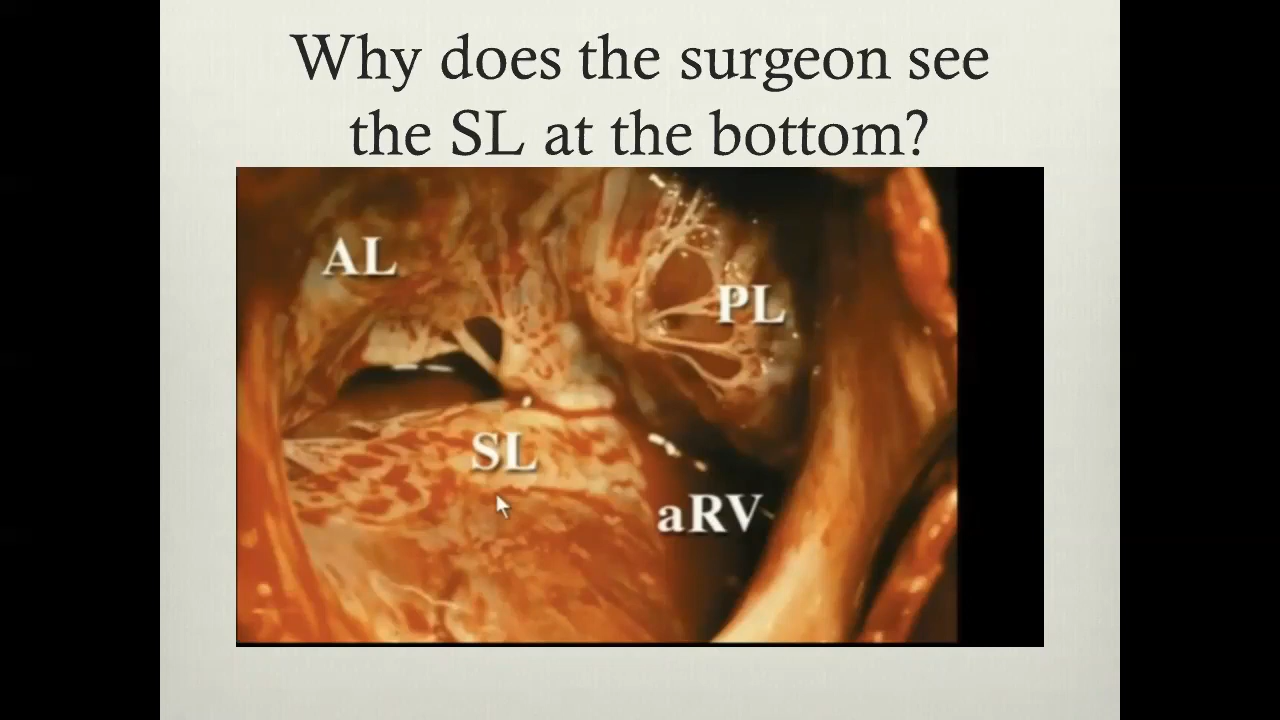 Why does the surgeon see
the SL at the bottom?
AL
PL
SL
aRV